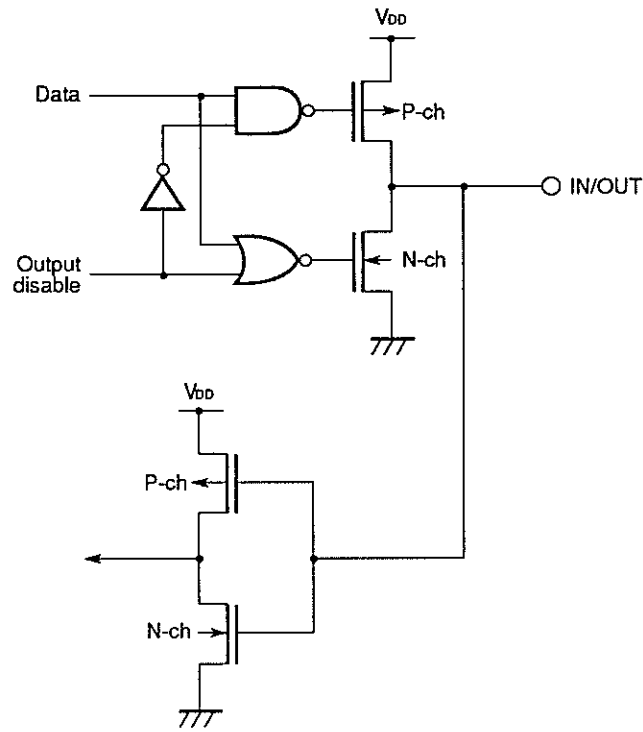 VDD
Data
P-ch
IN/OUT
Output
disable
N-ch
VDD
P-ch
N-ch